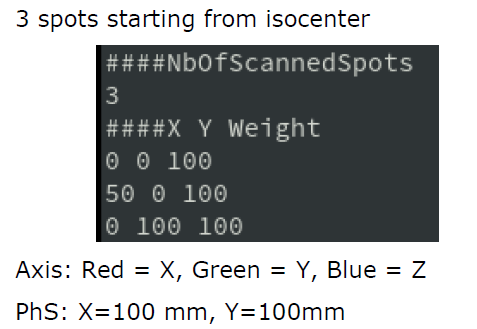 3 spots starting from isocenter
####NbOfScannedSpots
3
####X Y Weight
0 0 100
50 0 100
0 100 100
Axis: Red = X, Green = Y, Blue = Z
PhS: X=100 mm, Y=100mm